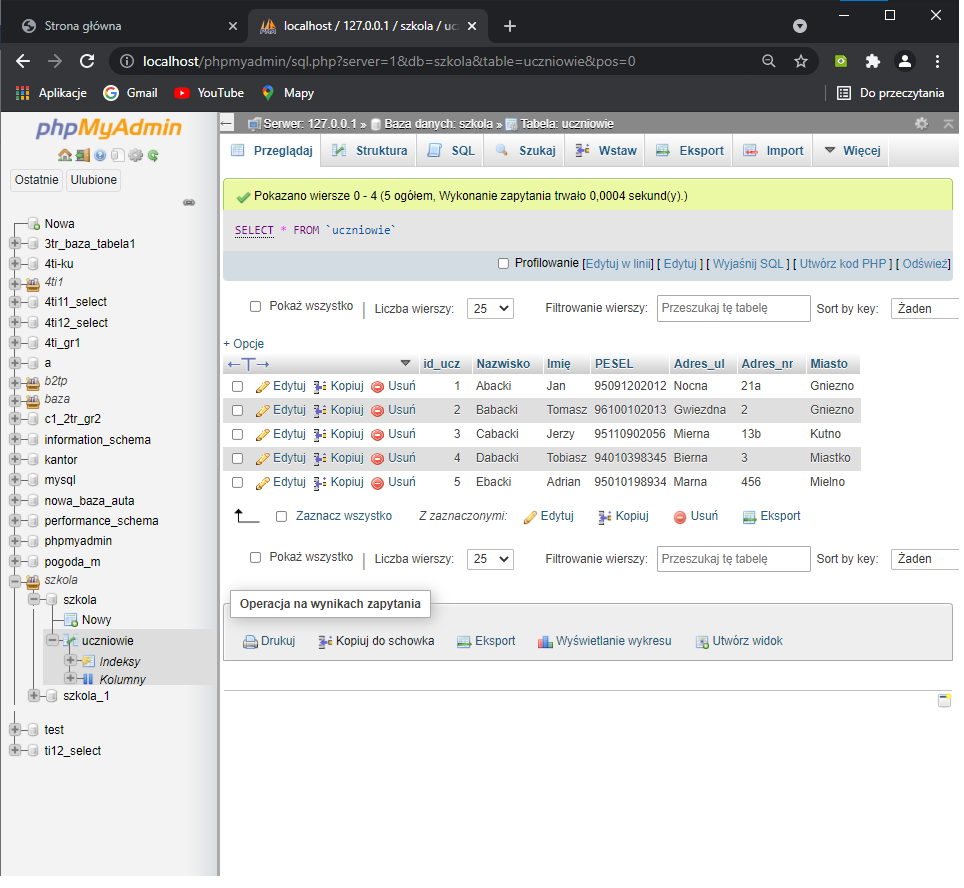 Strona główna
localhost / 127.0.0.1 / szkola / uc
localhost/phpmyadmin/sql.php?server=1&db=szkola&table=uczniowie&pos=0
Aplikacje Gmail YouTube Mapy Do przeczytania
phpMyAdmin
Ostatnie Ulubione
Nowa
3tr_baza_tabela1
4ti-ku
4ti1
4ti11_select
4ti12_select
4ti_gr1
a
b2tp
baza
c1_2tr_gr2
information_schema
kantor
mysql
nowa_baza_auta
performance_schema
phpmyadmin
pogoda_m
szkola
szkola
Nowy
uczniowie
Indeksy
Kolumny
szkola_1
test
ti12_select
Serwer: 127.0.0.1 » Baza danych: szkola » Tabela: uczniowie
Przeglądaj Struktura SQL Szukaj Wstaw Eksport Import Więcej
Pokazano wiersze 0 - 4 (5 ogółem, Wykonanie zapytania trwało 0,0004 sekund(y).)
SELECT * FROM `uczniowie`
Profilowanie [Edytuj w linii] [ Edytuj ] [ Wyjaśnij SQL ] [ Utwórz kod PHP ] [ Odśwież]
Pokaż wszystko | Liczba wierszy: 25 Filtrowanie wierszy: Przeszukaj tę tabelę Sort by key: Żaden
+ Opcje
←T→ id_ucz Nazwisko Imię PESEL Adres_ul Adres_nr Miasto
Edytuj Kopiuj Usuń 1 Abacki Jan 95091202012 Nocna 21a Gniezno
Edytuj Kopiuj Usuń 2 Babacki Tomasz 96100102013 Gwiezdna 2 Gniezno
Edytuj Kopiuj Usuń 3 Cabacki Jerzy 95110902056 Mierna 13b Kutno
Edytuj Kopiuj Usuń 4 Dabacki Tobiasz 94010398345 Bierna 3 Miastko
Edytuj Kopiuj Usuń 5 Ebacki Adrian 95010198934 Marna 456 Mielno
Zaznacz wszystko Z zaznaczonymi: Edytuj Kopiuj Usuń Eksport
Pokaż wszystko | Liczba wierszy: 25 Filtrowanie wierszy: Przeszukaj tę tabelę Sort by key: Żaden
Operacja na wynikach zapytania
Drukuj Kopiuj do schowka Eksport Wyświetlanie wykresu Utwórz widok